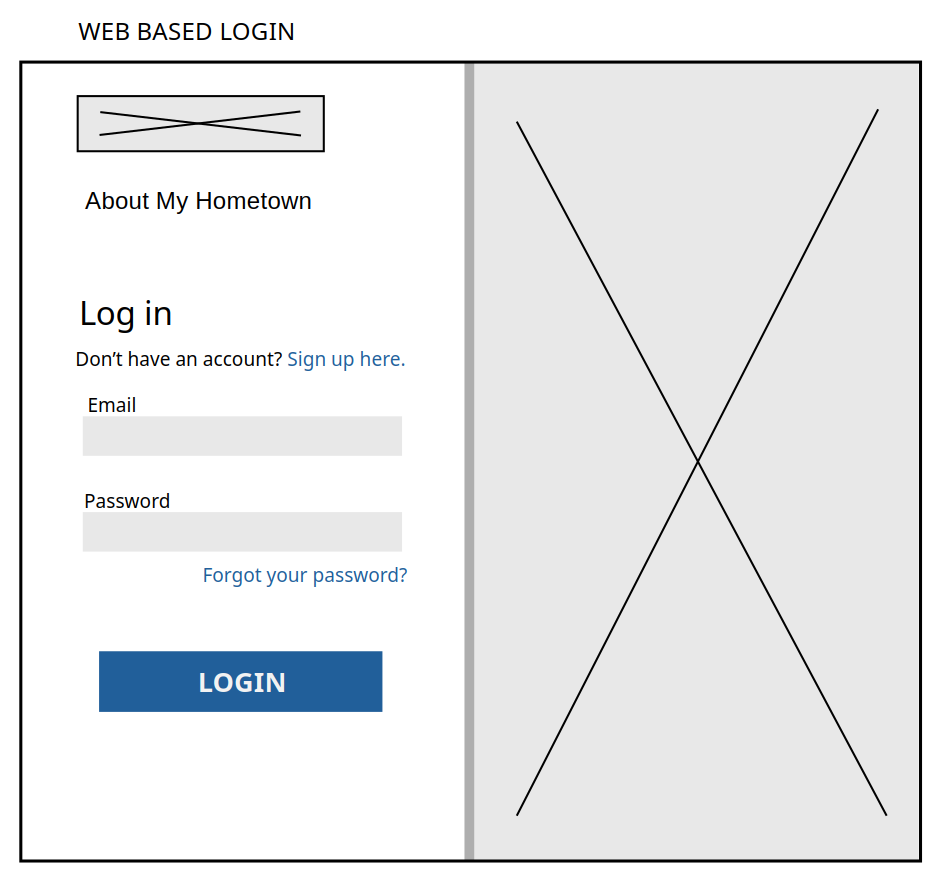 WEB BASED LOGIN
About My Hometown
Log in
Don’t have an account? Sign up here.
Email
Password
Forgot your password?
LOGIN